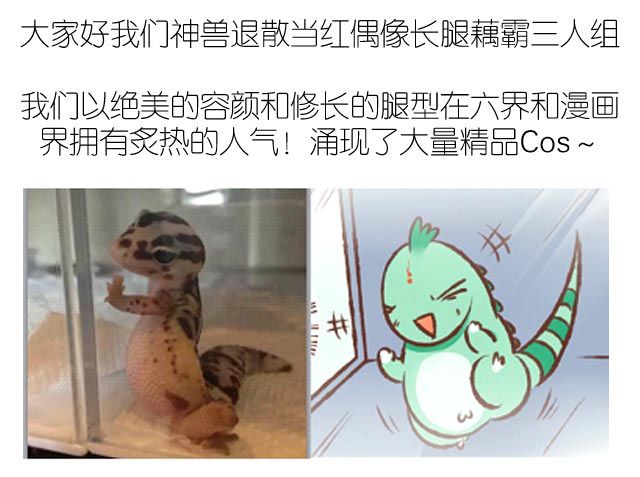 大家好我们神兽退散当红偶像长腿藕霸三人组
我们以绝美的容颜和修长的腿型在六界和漫画
界拥有炙热的人气！涌现了大量精品Cos～